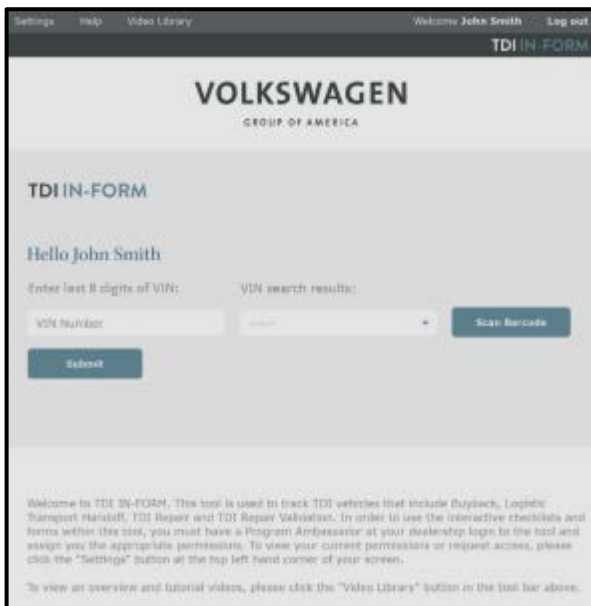 Settings Help Video Library Welcome John Smith Log out
TDI IN-FORM
VOLKSWAGEN
GROUP OF AMERICA
TDI IN-FORM
Hello John Smith
Enter last 8 digits of VIN: VIN search results:
VIN Number ------ Scan Barcode
Submit
Welcome to TDI IN-FORM. This tool is used to track TDI vehicles that include Buyback, Logistic
Transport Handoff, TDI Repair and TDI Repair Validation. In order to use the interactive checklists and
forms within this tool, you must have a Program Ambassador at your dealership login to the tool and
assign you the appropriate permissions. To view your current permissions or request access, please
click the "Settings" button at the top left hand corner of your screen.
To view an overview and tutorial videos, please click the "Video Library" button in the tool bar above.